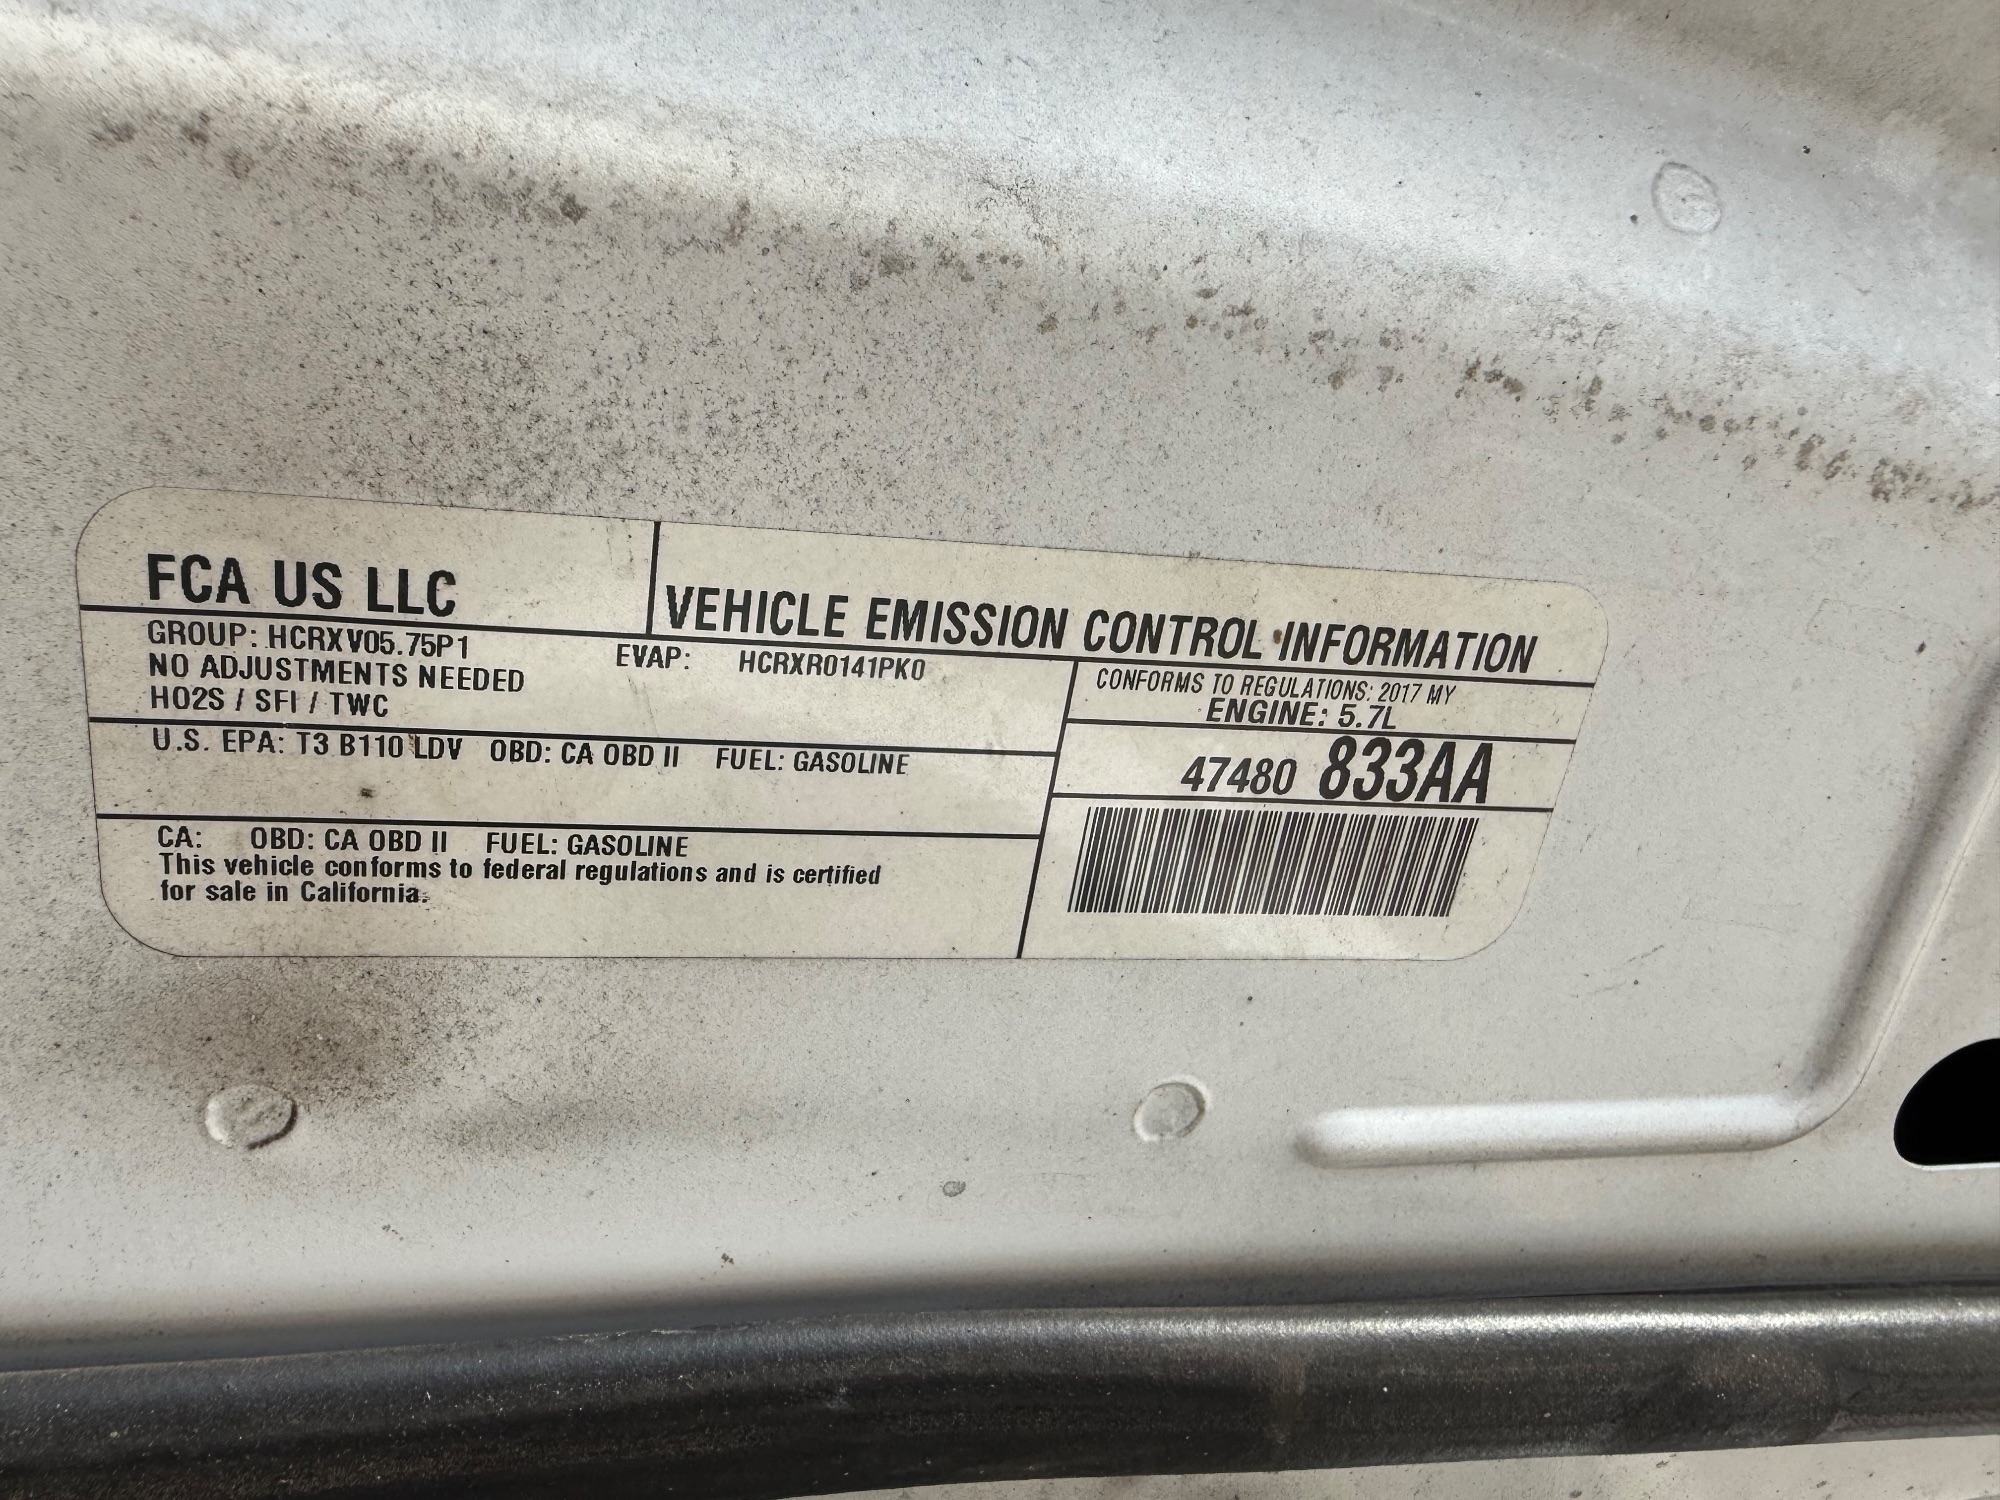 FCA US LLC
VEHICLE EMISSION CONTROL INFORMATION
GROUP: HCRXV05.75P1
EVAP: HCRXR0141PK0
NO ADJUSTMENTS NEEDED
HO2S / SFI / TWC
CONFORMS TO REGULATIONS: 2017 MY
ENGINE: 5.7L
U.S. EPA: T3 B110 LDV OBD: CA OBD II FUEL: GASOLINE
47480 833AA
CA: OBD: CA OBD II FUEL: GASOLINE
This vehicle conforms to federal regulations and is certified
for sale in California.